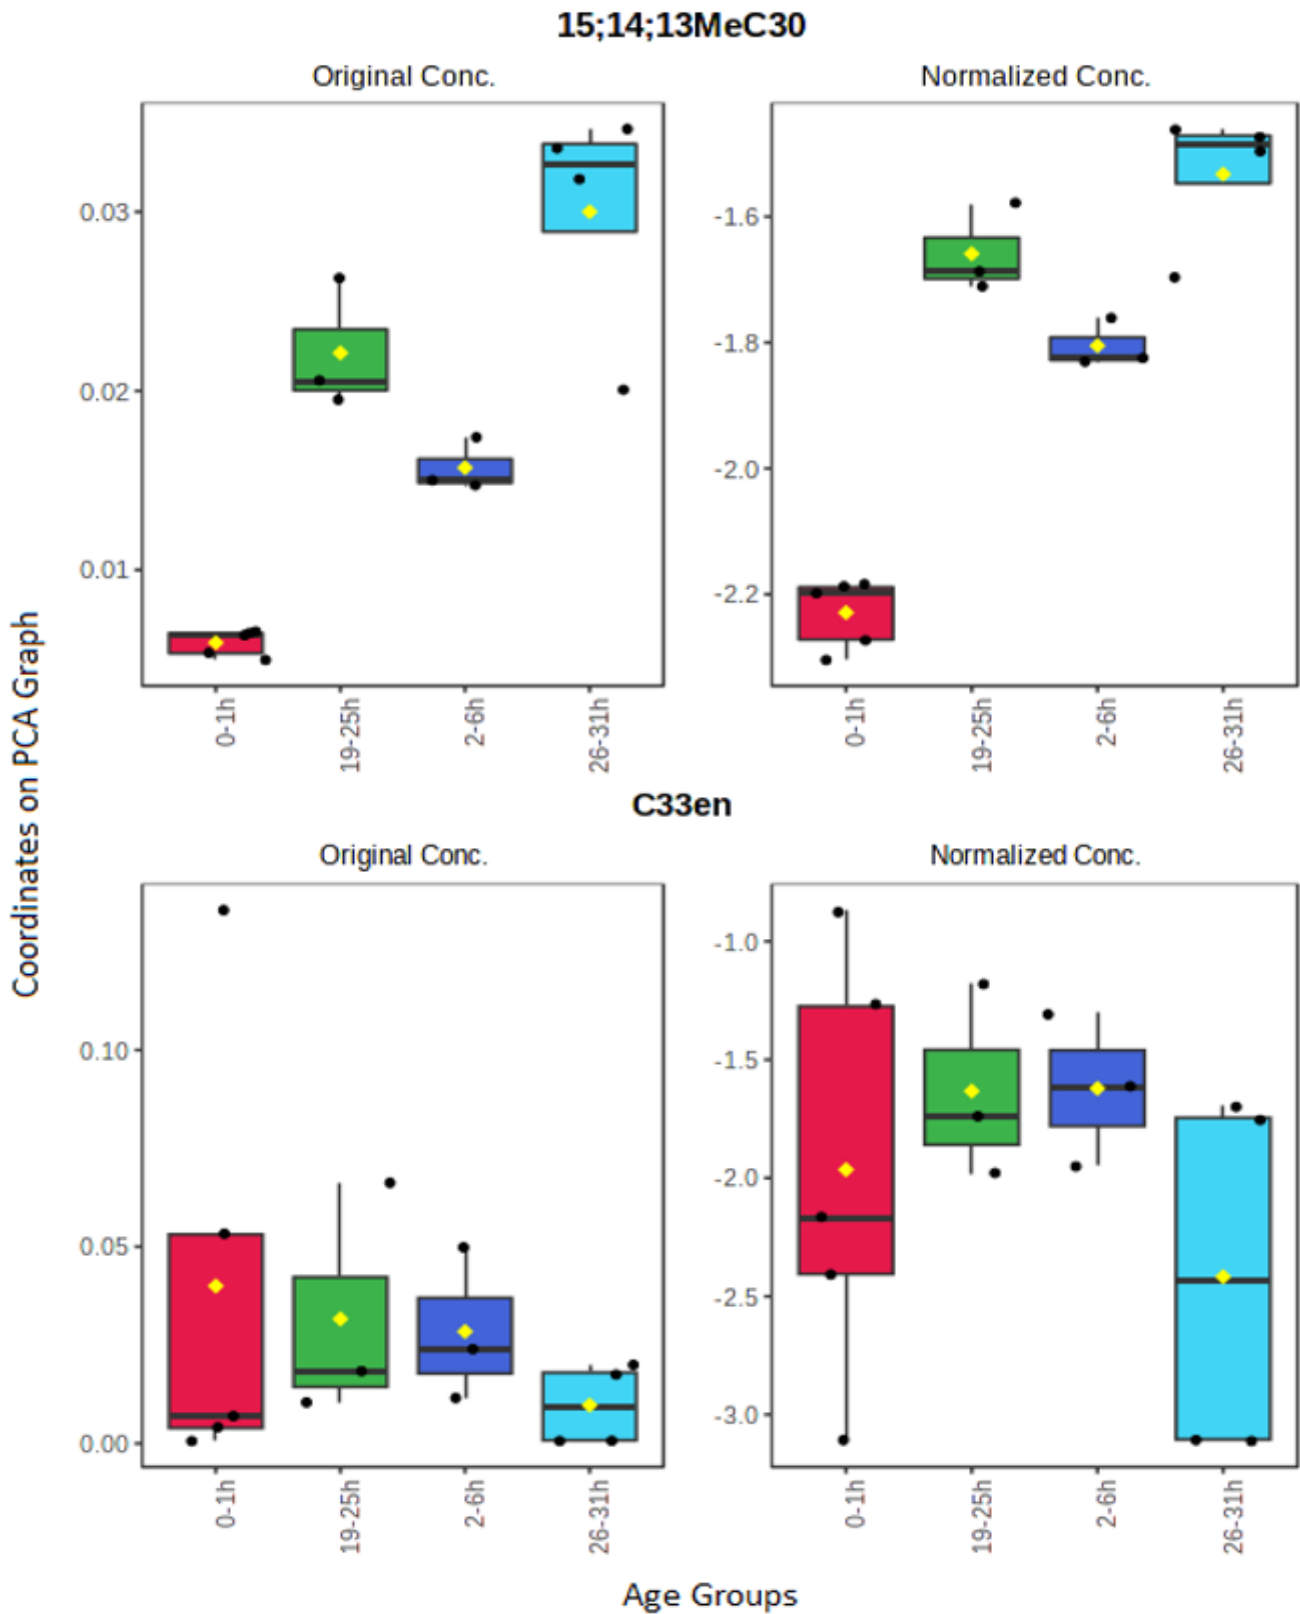 15;14;13MeC30
Original Conc.
Normalized Conc.
0.03
0.02
0.01
-1.6
-1.8
-2.0
-2.2
0-1h
19-25h
2-6h
26-31h
0-1h
19-25h
2-6h
26-31h
Coordinates on PCA Graph
C33en
Original Conc.
Normalized Conc.
0.10
0.05
0.00
-1.0
-1.5
-2.0
-2.5
-3.0
0-1h
19-25h
2-6h
26-31h
0-1h
19-25h
2-6h
26-31h
Age Groups